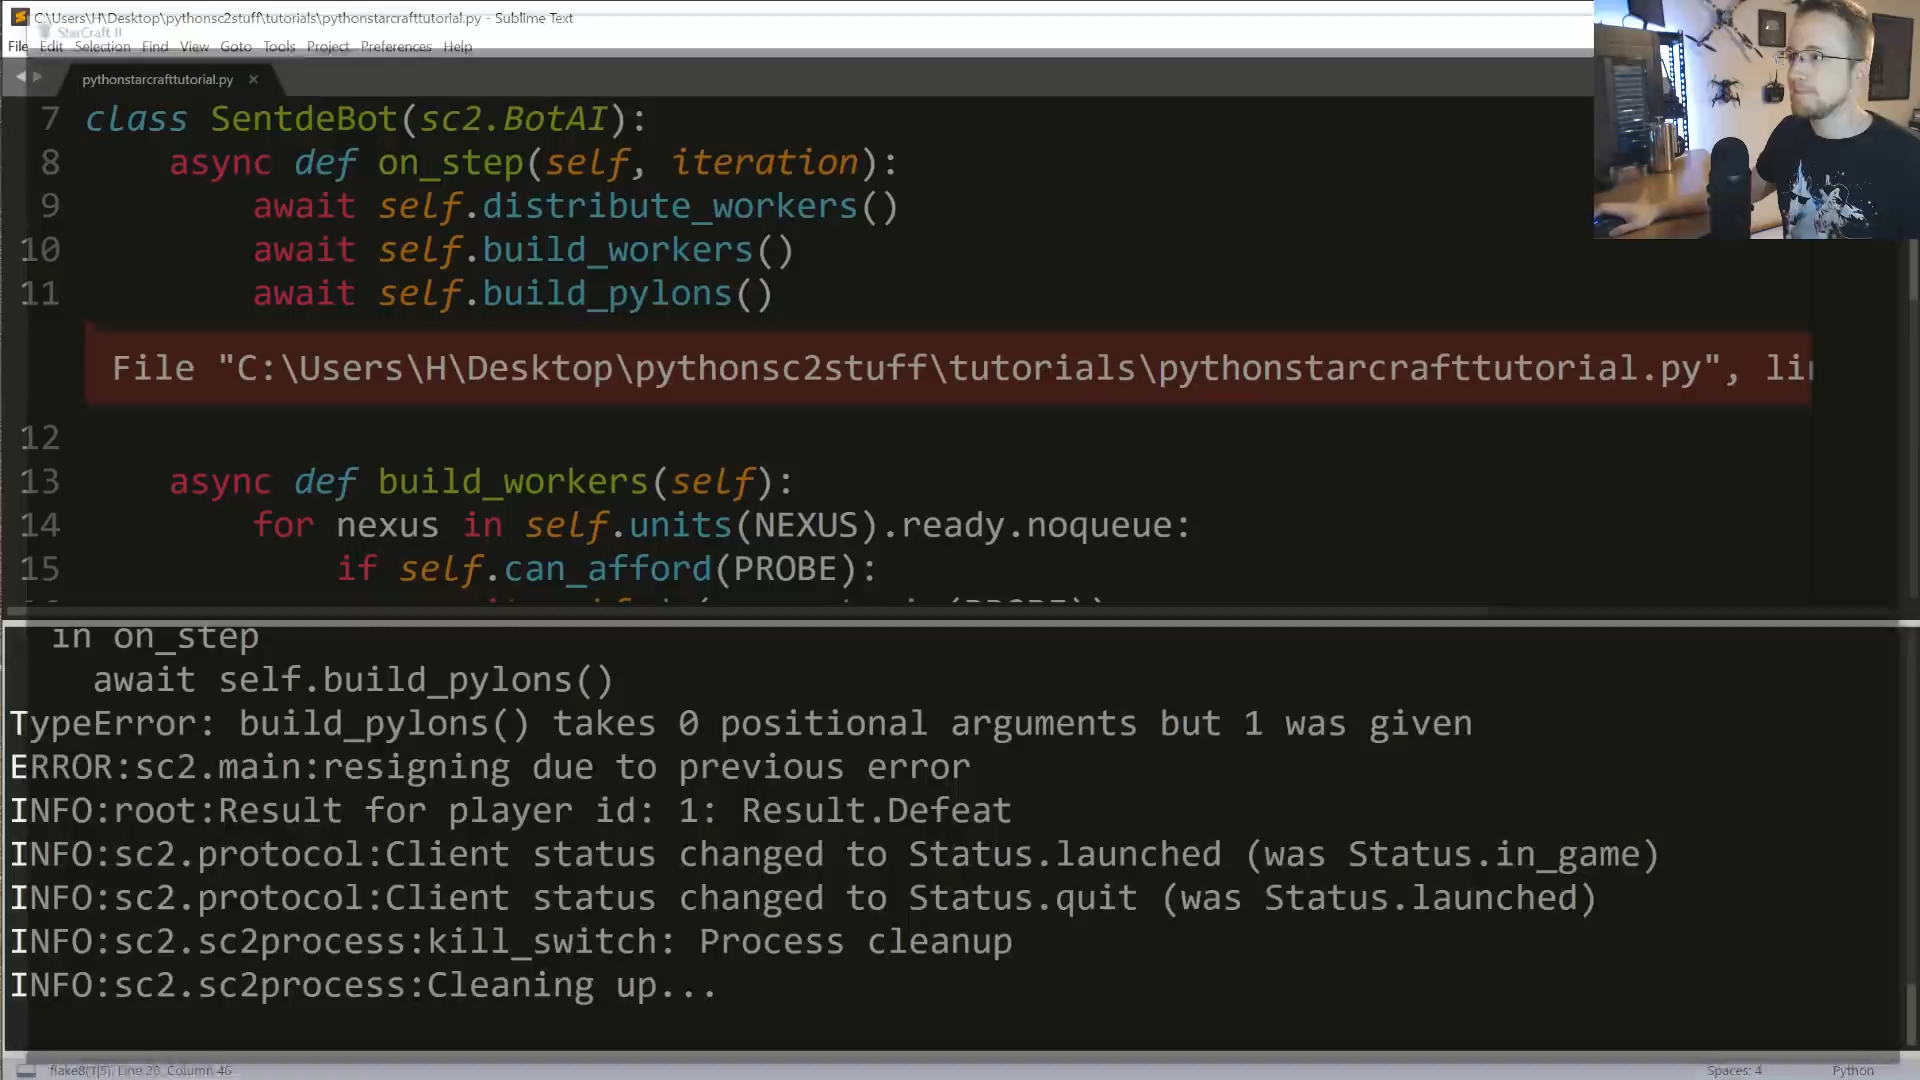 C:\Users\H\Desktop\pythonsc2stuff\tutorials\pythonstarcrafttutorial.py - Sublime Text
StarCraft II
File Edit Selection Find View Goto Tools Project Preferences Help
pythonstarcrafttutorial.py ×
7 class SentdeBot(sc2.BotAI):
8 async def on_step(self, iteration):
9 await self.distribute_workers()
10 await self.build_workers()
11 await self.build_pylons()
File "C:\Users\H\Desktop\pythonsc2stuff\tutorials\pythonstarcrafttutorial.py",
12
13 async def build_workers(self):
14 for nexus in self.units(NEXUS).ready.noqueue:
15 if self.can_afford(PROBE):
in on_step
await self.build_pylons()
TypeError: build_pylons() takes 0 positional arguments but 1 was given
ERROR:sc2.main:resigning due to previous error
INFO:root:Result for player id: 1: Result.Defeat
INFO:sc2.protocol:Client status changed to Status.launched (was Status.in_game)
INFO:sc2.protocol:Client status changed to Status.quit (was Status.launched)
INFO:sc2.sc2process:kill_switch: Process cleanup
INFO:sc2.sc2process:Cleaning up...
Line 20, Column 46 Spaces: 4 Python